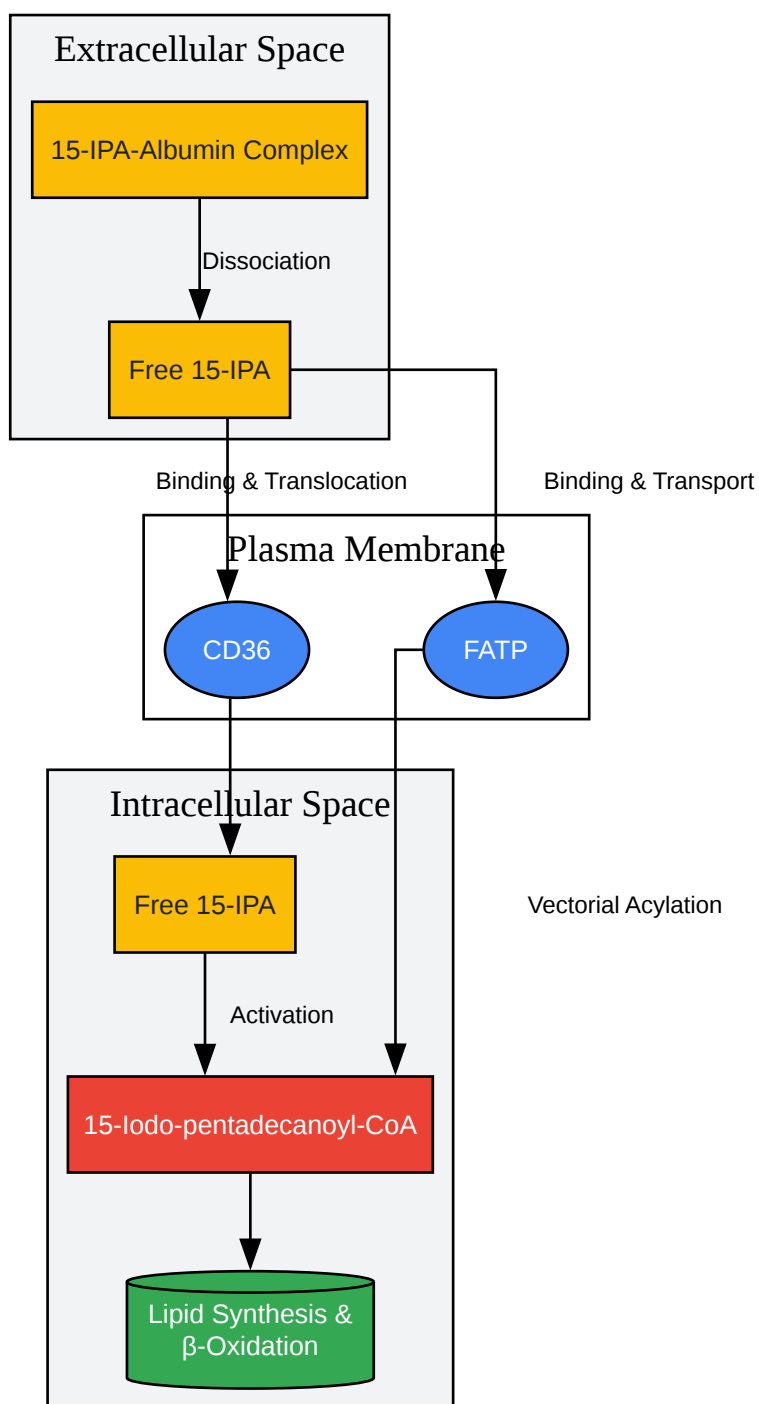 Extracellular Space
15-IPA-Albumin Complex
Dissociation
Free 15-IPA
Binding & Translocation
Binding & Transport
Plasma Membrane
CD36
FATP
Intracellular Space
Free 15-IPA
Vectorial Acylation
Activation
15-Iodo-pentadecanoyl-CoA
Lipid Synthesis &
β-Oxidation